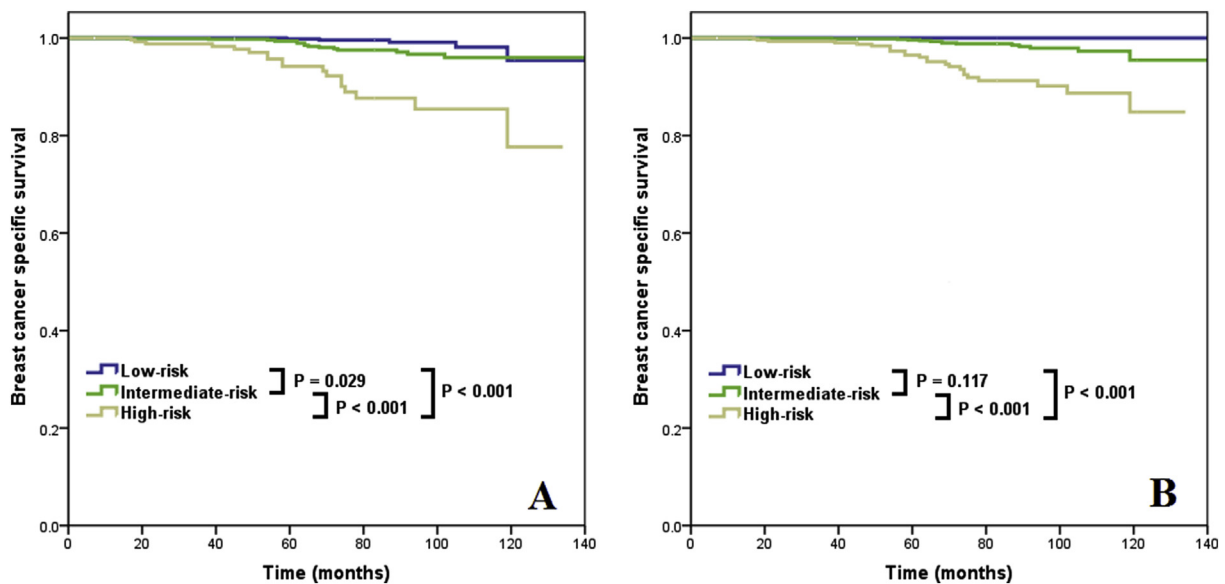 Breast cancer specific survival
1.0
0.8
0.6
0.4
0.2
0.0
Low-risk
Intermediate-risk
High-risk
P = 0.029
P < 0.001
P < 0.001
A
0 20 40 60 80 100 120 140
Time (months)
Breast cancer specific survival
1.0
0.8
0.6
0.4
0.2
0.0
Low-risk
Intermediate-risk
High-risk
P = 0.117
P < 0.001
P < 0.001
B
0 20 40 60 80 100 120 140
Time (months)